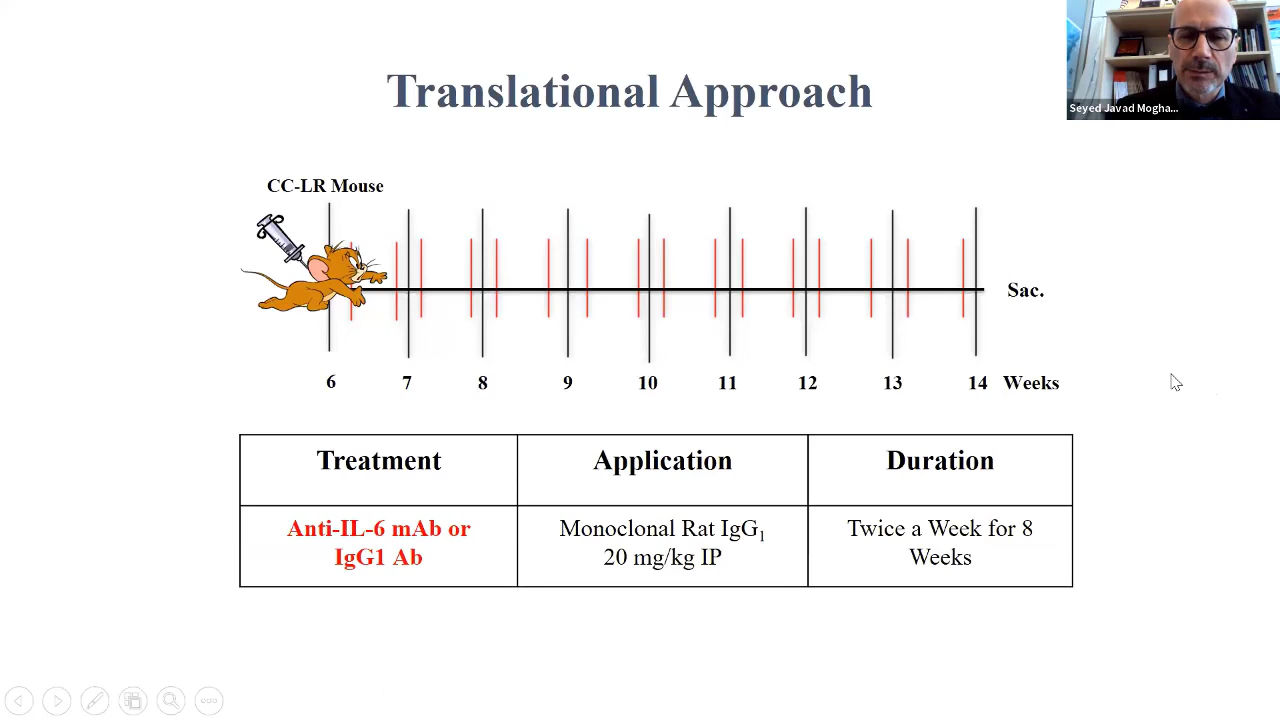 Seyed Javad Mogha...
Translational Approach
CC-LR Mouse
Sac.
6 7 8 9 10 11 12 13 14 Weeks
Treatment Application Duration
Anti-IL-6 mAb or
IgG1 Ab
Monoclonal Rat IgG1
20 mg/kg IP
Twice a Week for 8
Weeks